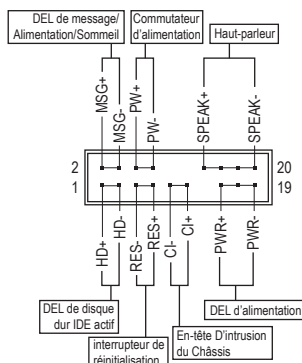 DEL de message/
Alimentation/Sommeil
Commutateur
d'alimentation
Haut-parleur
MSG+
MSG-
PW+
PW-
SPEAK+
SPEAK-
2
20
1
19
HD+
HD-
RES-
RES+
CI-
CI+
PWR+
PWR-
DEL de disque
dur IDE actif
interrupteur de
réinitialisation
En-tête D'intrusion
du Châssis
DEL d'alimentation